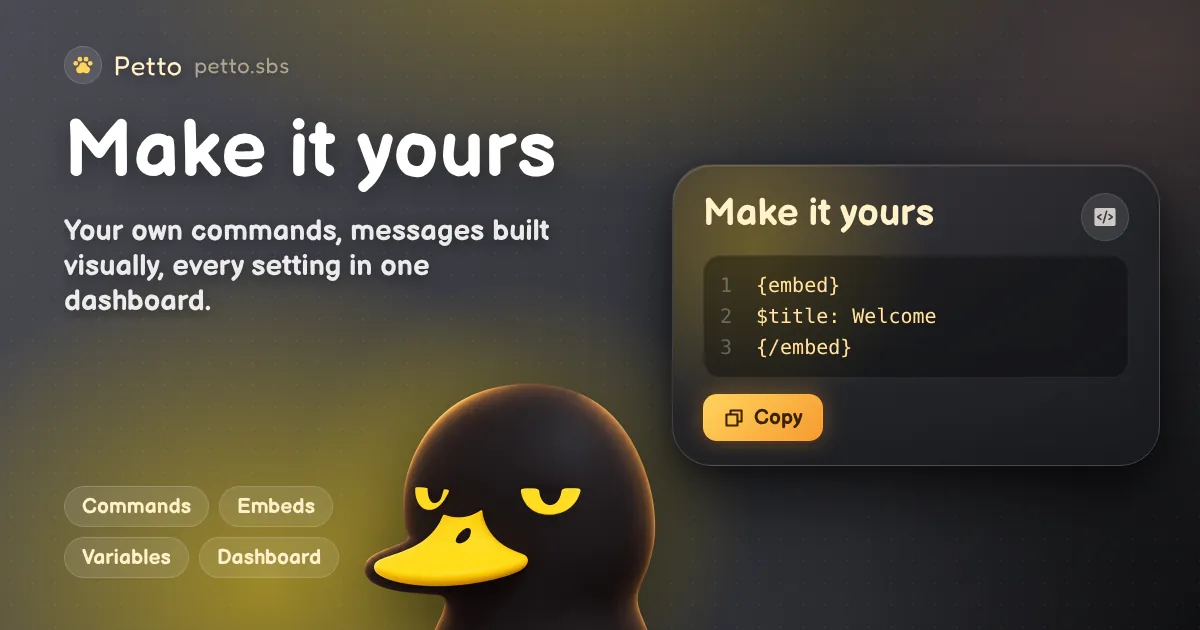 Petto petto.sbs
Make it yours
Your own commands, messages built
visually, every setting in one
dashboard.
Commands Embeds
Variables Dashboard
Make it yours
</>
1 {embed}
2 $title: Welcome
3 {/embed}
Copy